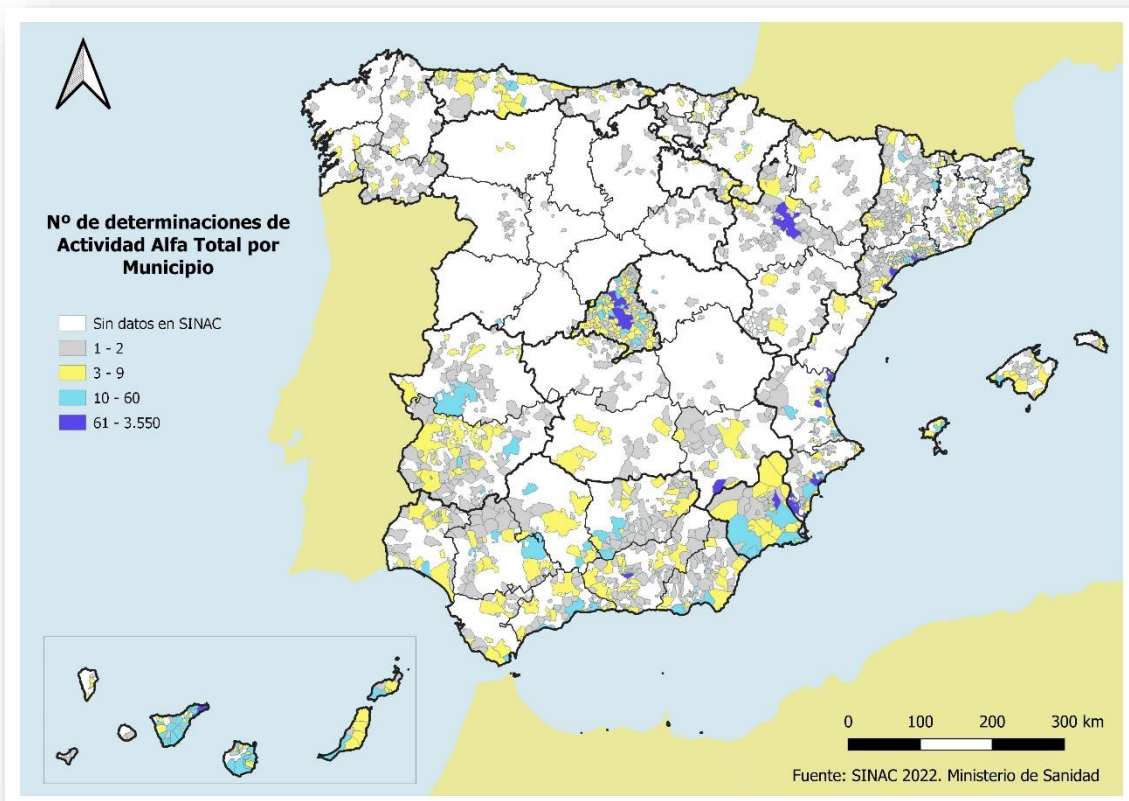 Nº de determinaciones de
Actividad Alfa Total por
Municipio
Sin datos en SINAC
1 - 2
3 - 9
10 - 60
61 - 3.550
0 100 200 300 km
Fuente: SINAC 2022. Ministerio de Sanidad